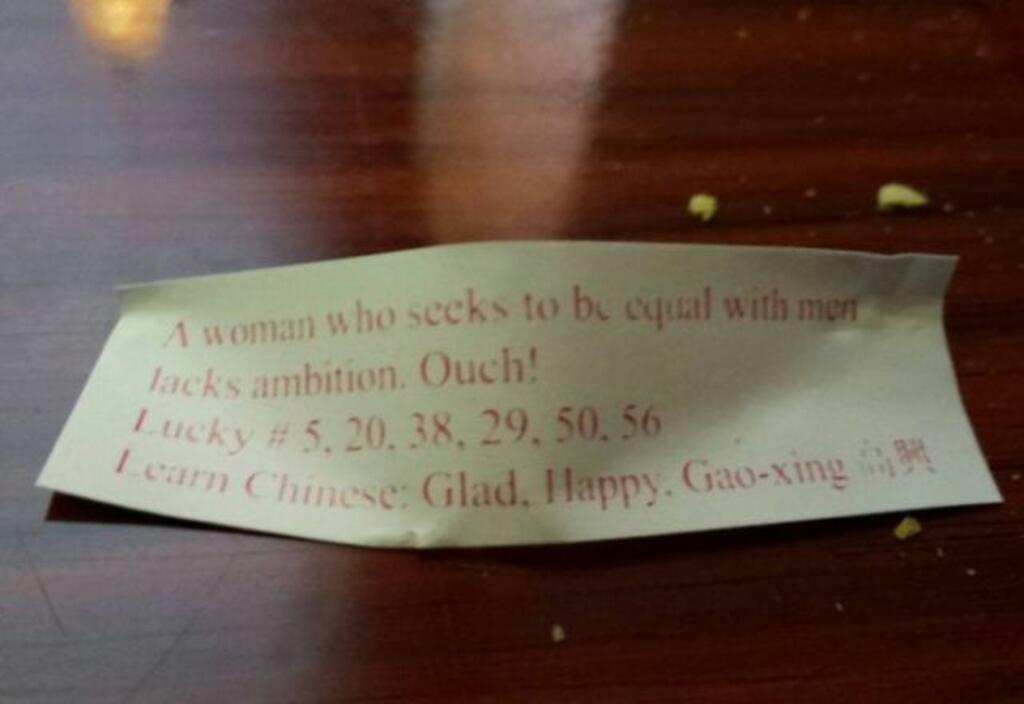 A woman who seeks to be equal with men
lacks ambition. Ouch!
Lucky # 5, 20, 38, 29, 50, 56
Learn Chinese: Glad, Happy: Gao-xing 高興